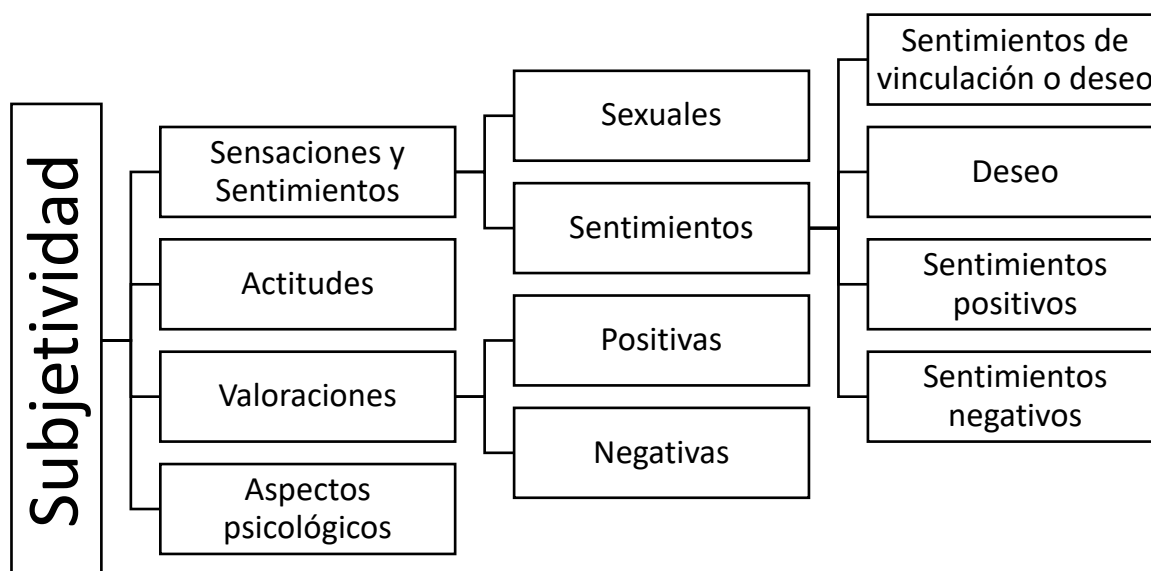 Subjetividad
Sensaciones y
Sentimientos
Sexuales
Sentimientos
Sentimientos de
vinculación o deseo
Deseo
Sentimientos
positivos
Sentimientos
negativos
Actitudes
Valoraciones
Positivas
Negativas
Aspectos
psicológicos